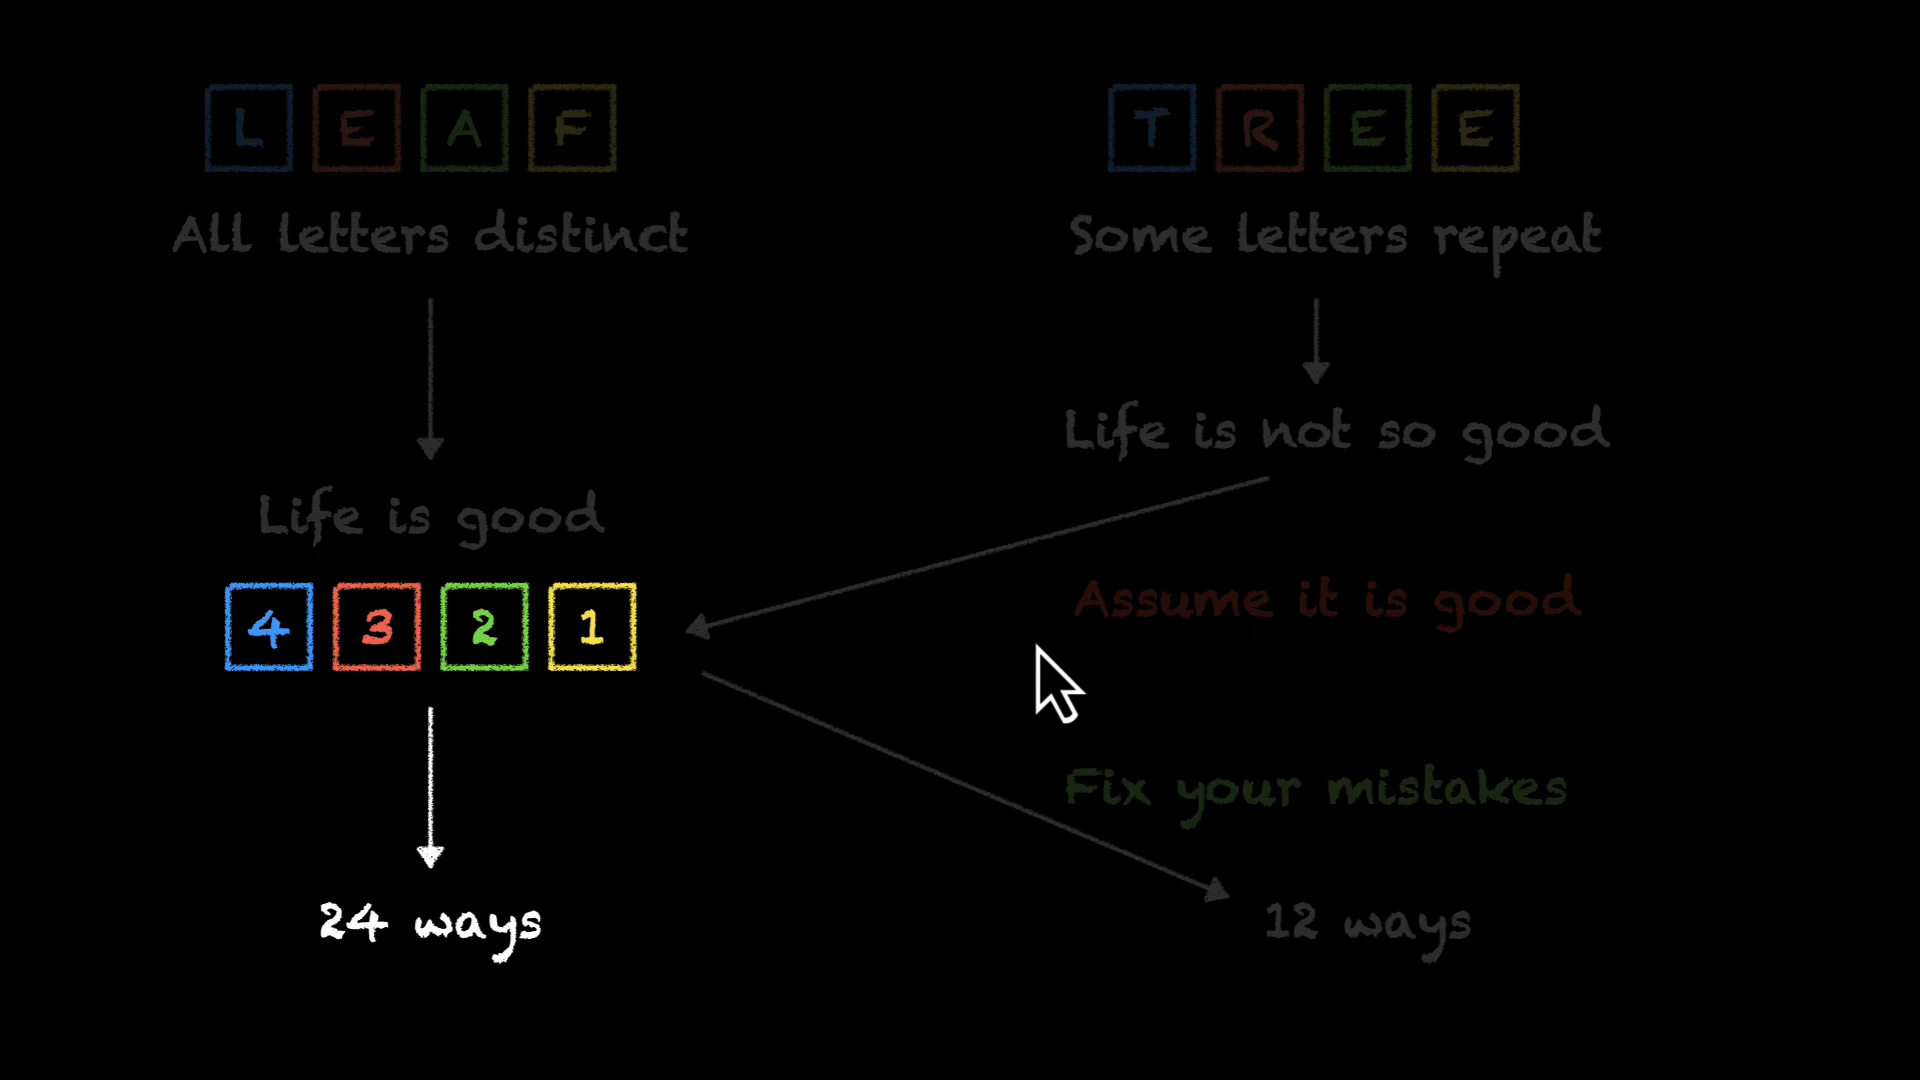 L E A F
All letters distinct
Life is good
4 3 2 1
24 ways
T R E E
Some letters repeat
Life is not so good
Assume it is good
Fix your mistakes
12 ways